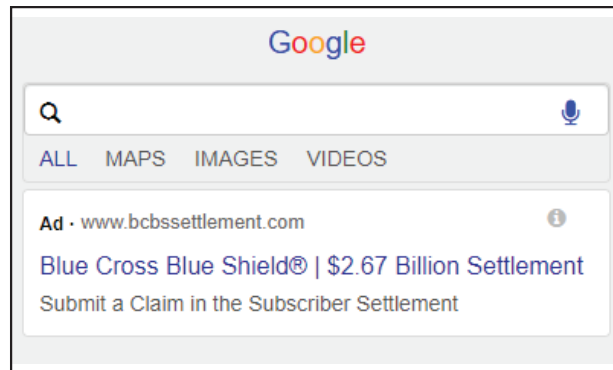 Google
ALL MAPS IMAGES VIDEOS
Ad · www.bcbssettlement.com
Blue Cross Blue Shield® | $2.67 Billion Settlement
Submit a Claim in the Subscriber Settlement